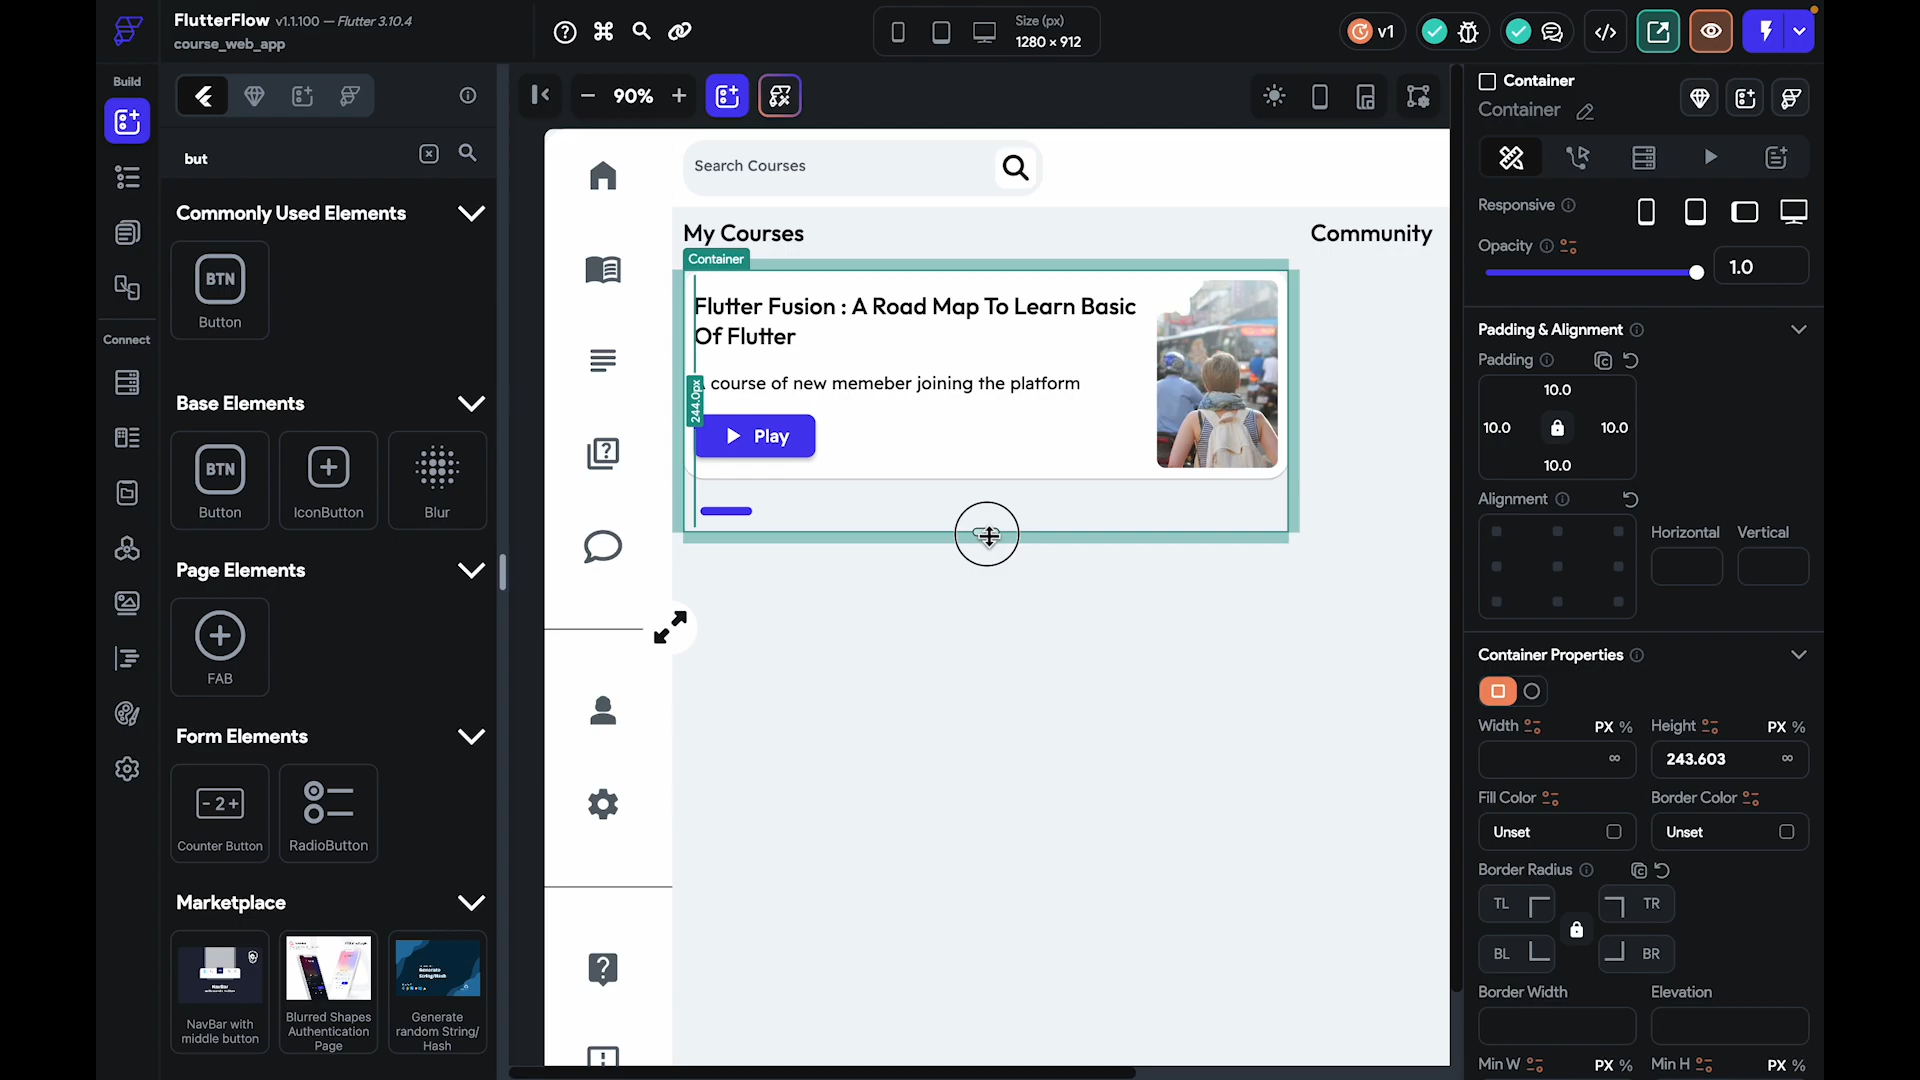 FlutterFlow v1.1.100 — Flutter 3.10.4
course_web_app
Size (px)
1280 × 912
v1
Build
Connect
but
Commonly Used Elements
BTN
Button
Base Elements
BTN
Button
IconButton
Blur
Page Elements
FAB
Form Elements
- 2 +
Counter Button
RadioButton
Marketplace
NavBar with
middle button
Blurred Shapes
Authentication
Page
Generate
random String/
Hash
90%
Search Courses
My Courses
Community
Container
Flutter Fusion : A Road Map To Learn Basic
Of Flutter
course of new memeber joining the platform
244.0px
Play
Container
Container
Responsive
Opacity
1.0
Padding & Alignment
Padding
10.0
10.0
10.0
10.0
Alignment
Horizontal
Vertical
Container Properties
Width
PX %
Height
PX %
∞
243.603
∞
Fill Color
Border Color
Unset
Unset
Border Radius
TL
TR
BL
BR
Border Width
Elevation
Min W
PX %
Min H
PX %